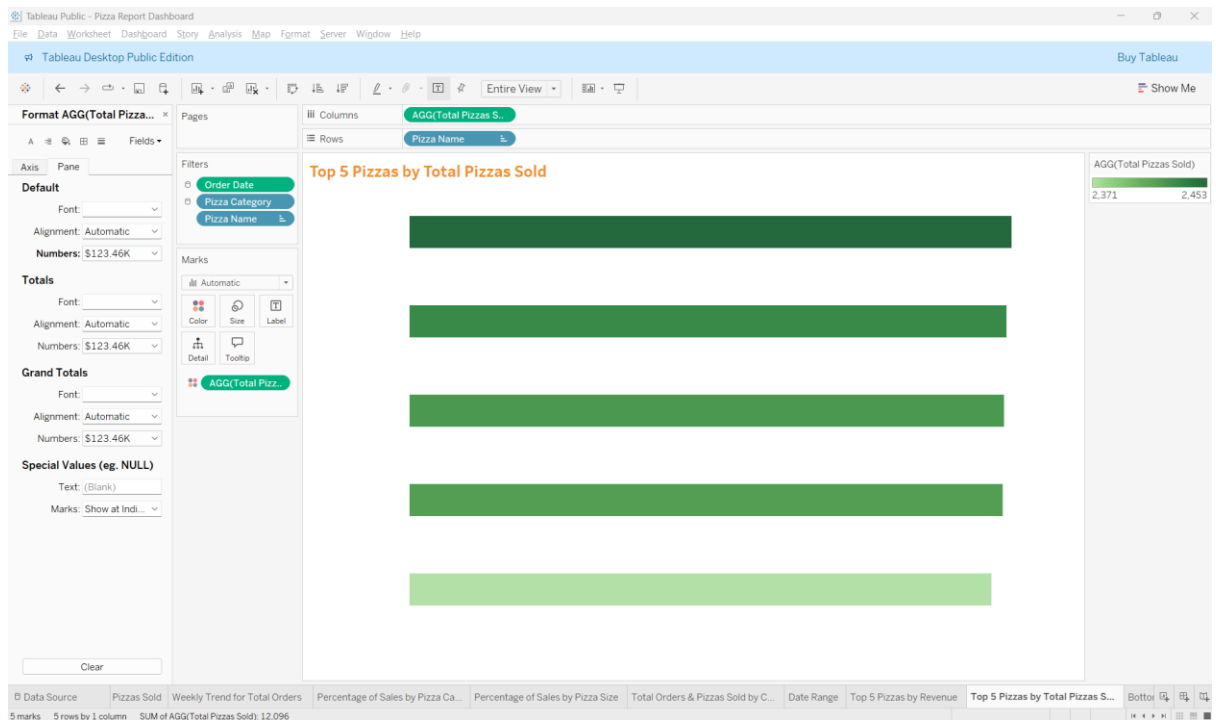 Tableau Public - Pizza Report Dashboard
File Data Worksheet Dashboard Story Analysis Map Format Server Window Help
Tableau Desktop Public Edition
Buy Tableau
Entire View
Show Me
Format AGG(Total Pizza...
Fields
Axis Pane
Default
Font:
Alignment: Automatic
Numbers: $123.46K
Totals
Font:
Alignment: Automatic
Numbers: $123.46K
Grand Totals
Font:
Alignment: Automatic
Numbers: $123.46K
Special Values (eg. NULL)
Text: (Blank)
Marks: Show at Indi...
Clear
Pages
Filters
Order Date
Pizza Category
Pizza Name
Marks
Automatic
Color Size Label
Detail Tooltip
AGG(Total Pizz..
Columns AGG(Total Pizzas S..
Rows Pizza Name
Top 5 Pizzas by Total Pizzas Sold
AGG(Total Pizzas Sold)
2,371 2,453
Data Source Pizzas Sold Weekly Trend for Total Orders Percentage of Sales by Pizza Ca... Percentage of Sales by Pizza Size Total Orders & Pizzas Sold by C... Date Range Top 5 Pizzas by Revenue Top 5 Pizzas by Total Pizzas S... Botto
5 marks 5 rows by 1 column SUM of AGG(Total Pizzas Sold): 12,096